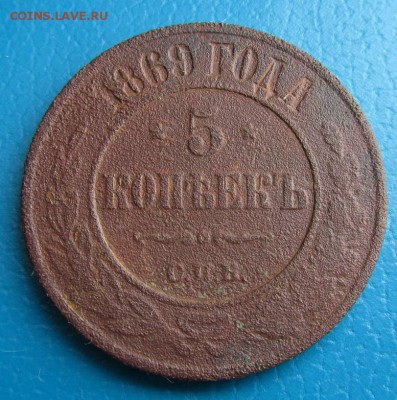 COINS.LAVE.RU
1869 ГОДА
5
КОПѢЕКЪ
С.П.Б.